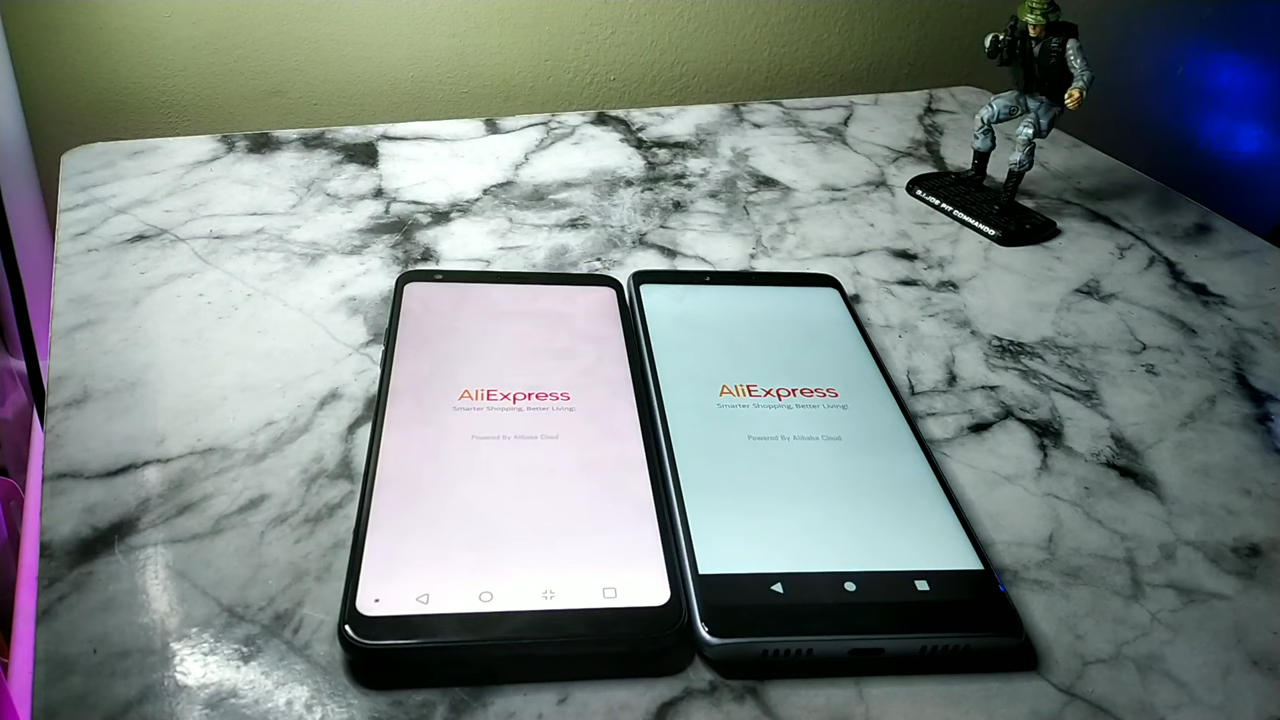 G.I. JOE PIT COMMANDO
AliExpress
Smarter Shopping, Better Living!
Powered By Alibaba Cloud
AliExpress
Smarter Shopping, Better Living!
Powered By Alibaba Cloud